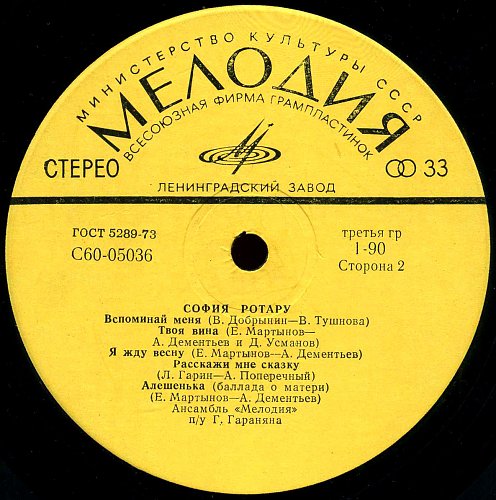 МИНИСТЕРСТВО КУЛЬТУРЫ СССР
МЕЛОДИЯ
ВСЕСОЮЗНАЯ ФИРМА ГРАМПЛАСТИНОК
СТЕРЕО
33
ЛЕНИНГРАДСКИЙ ЗАВОД
ГОСТ 5289-73
С60-05036
третья гр
1-90
Сторона 2
СОФИЯ РОТАРУ
Вспоминай меня (В. Добрынин—В. Тушнова)
Твоя вина (Е. Мартынов—
А. Дементьев и Д. Усманов)
Я жду весну (Е. Мартынов—А. Дементьев)
Расскажи мне сказку
(Л. Гарин—А. Поперечный)
Алешенька (баллада о матери)
(Е. Мартынов—А. Дементьев)
Ансамбль «Мелодия»
п/у Г, Гараняна